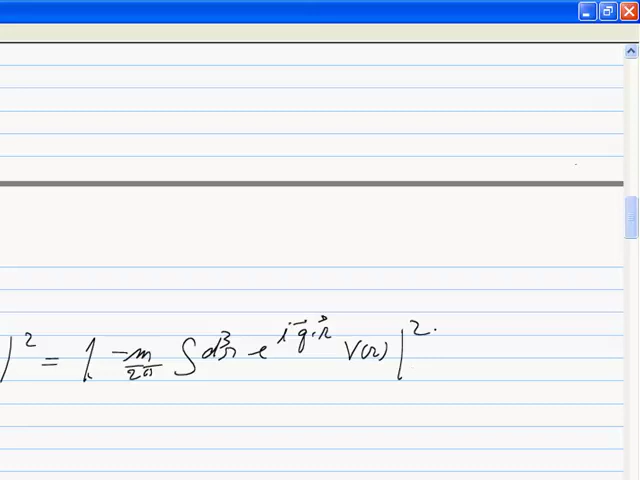 |² = | -m/2π ∫ d³r e^{i q⃗·r⃗} V(r) |².